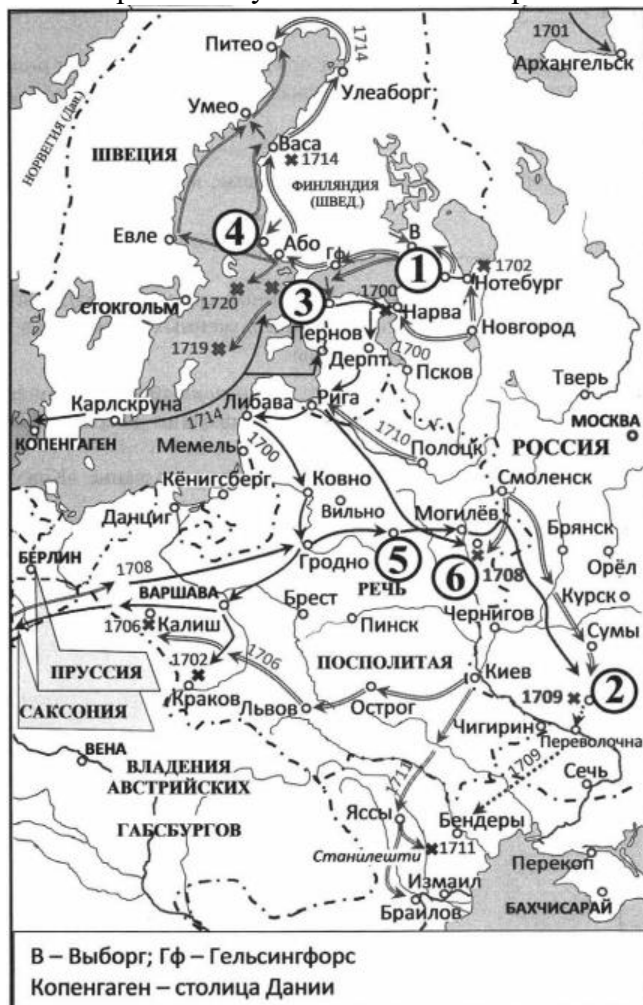 1701
Архангельск
Питео
1714
Улеаборг
НОРВЕГИЯ (Дан.)
Умео
ШВЕЦИЯ
Васа
1714
ФИНЛЯНДИЯ
(ШВЕД.)
Евле
4
Або
В
Гф
1
1702
Нотебург
СТОКГОЛЬМ
1720
3
1700
Нарва
Новгород
1719
Пернов
Дерпт
1700
Псков
Тверь
Карлскруна
1714
Либава
Рига
МОСКВА
КОПЕНГАГЕН
Мемель
1700
1710
Полоцк
РОССИЯ
Кёнигсберг
Ковно
Смоленск
Данциг
Вильно
Могилёв
Брянск
БЕРЛИН
1708
Гродно
5
6
1708
Орёл
ВАРШАВА
Брест
РЕЧЬ
Курск
1706
Калиш
Пинск
Чернигов
Сумы
ПРУССИЯ
1702
1706
ПОСПОЛИТАЯ
1709
2
САКСОНИЯ
Краков
Львов
Острог
Киев
Чигирин
Переволочна
ВЕНА
ВЛАДЕНИЯ
АВСТРИЙСКИХ
ГАБСБУРГОВ
1711
1709
Сечь
Яссы
Бендеры
Станилешти
1711
Перекоп
Измаил
Браилов
БАХЧИСАРАЙ
В – Выборг; Гф – Гельсингфорс
Копенгаген – столица Дании